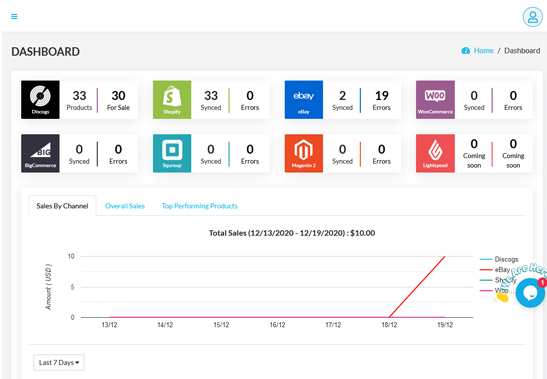 DASHBOARD
Home / Dashboard
33 30
Products For Sale
Discogs
33 0
Synced Errors
Shopify
2 19
Synced Errors
ebay
eBay
0 0
Synced Errors
Woo
WooCommerce
0 0
Synced Errors
BIG
BigCommerce
0 0
Synced Errors
Squareup
0 0
Synced Errors
Magento 2
0 0
Coming soon Coming soon
Lightspeed
Sales By Channel Overall Sales Top Performing Products
Total Sales (12/13/2020 - 12/19/2020) : $10.00
Amount ( USD )
10
5
0
13/12 14/12 15/12 16/12 17/12 18/12 19/12
Discogs
eBay
We Are Here
1
Last 7 Days